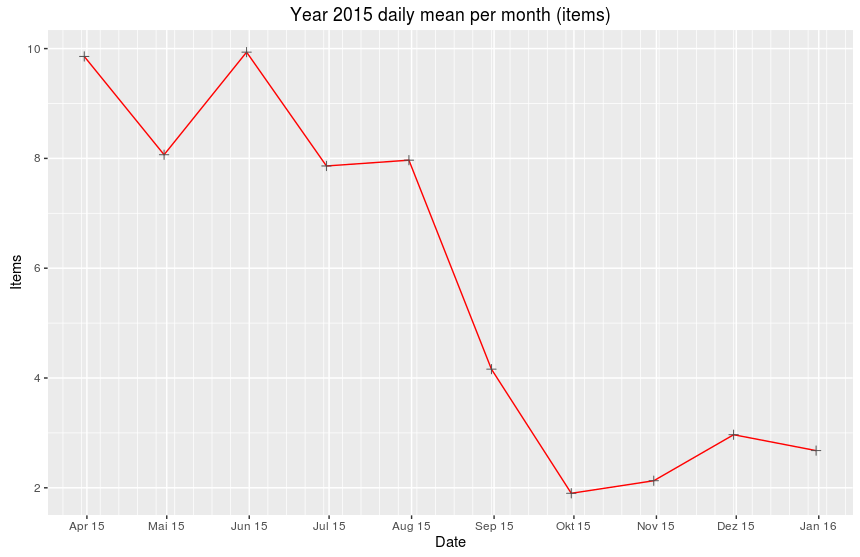 Year 2015 daily mean per month (items)
Items
10
8
6
4
2
Apr 15 Mai 15 Jun 15 Jul 15 Aug 15 Sep 15 Okt 15 Nov 15 Dez 15 Jan 16
Date